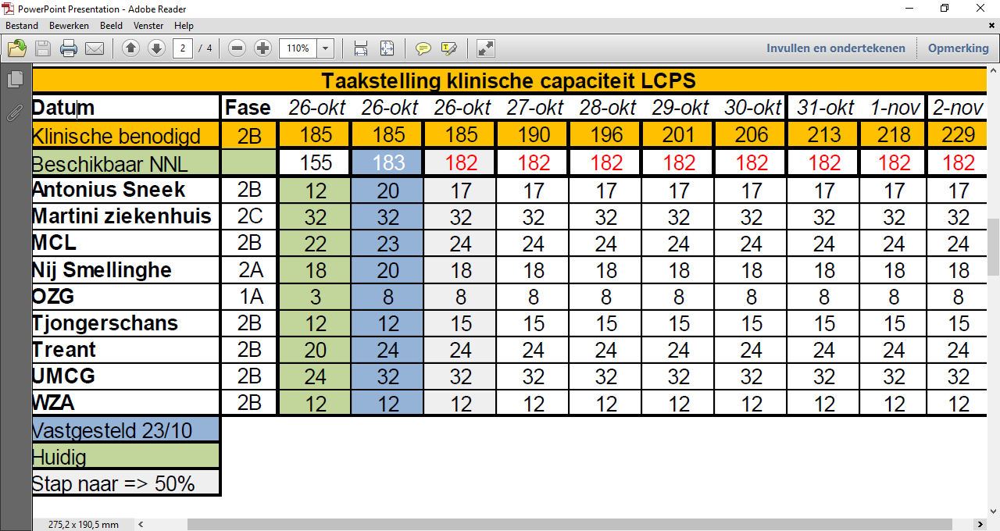 PowerPoint Presentation - Adobe Reader
Bestand Bewerken Beeld Venster Help
2 / 4 110% Invullen en ondertekenen Opmerking
Taakstelling klinische capaciteit LCPS
Datum Fase 26-okt 26-okt 26-okt 27-okt 28-okt 29-okt 30-okt 31-okt 1-nov 2-nov
Klinische benodigd 2B 185 185 185 190 196 201 206 213 218 229
Beschikbaar NNL 155 183 182 182 182 182 182 182 182 182
Antonius Sneek 2B 12 20 17 17 17 17 17 17 17 17
Martini ziekenhuis 2C 32 32 32 32 32 32 32 32 32 32
MCL 2B 22 23 24 24 24 24 24 24 24 24
Nij Smellinghe 2A 18 20 18 18 18 18 18 18 18 18
OZG 1A 3 8 8 8 8 8 8 8 8 8
Tjongerschans 2B 12 12 15 15 15 15 15 15 15 15
Treant 2B 20 24 24 24 24 24 24 24 24 24
UMCG 2B 24 32 32 32 32 32 32 32 32 32
WZA 2B 12 12 12 12 12 12 12 12 12 12
Vastgesteld 23/10
Huidig
Stap naar => 50%
275,2 x 190,5 mm